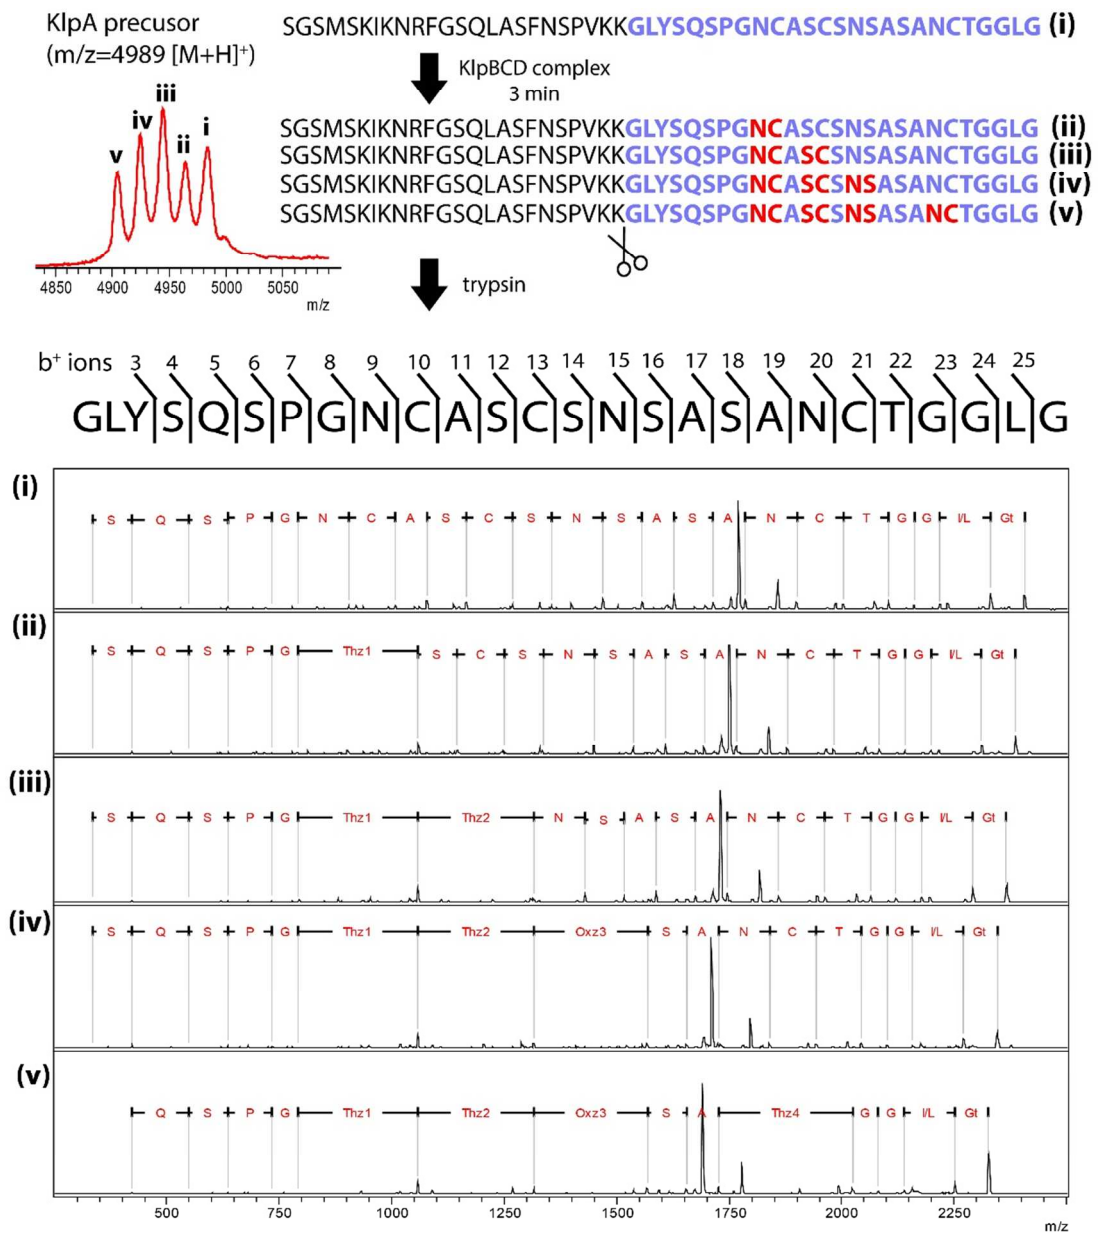 KlpA precusor
(m/z=4989 [M+H]⁺)
SGSMSKIKNRFGSQLASFNSPVKKGLYSQSPGNCASCSNSASANCTGGLG (i)
KlpBCD complex
3 min
SGSMSKIKNRFGSQLASFNSPVKKGLYSQSPGNCASCSNSASANCTGGLG (ii)
SGSMSKIKNRFGSQLASFNSPVKKGLYSQSPGNCASCSNSASANCTGGLG (iii)
SGSMSKIKNRFGSQLASFNSPVKKGLYSQSPGNCASCSNSASANCTGGLG (iv)
SGSMSKIKNRFGSQLASFNSPVKKGLYSQSPGNCASCSNSASANCTGGLG (v)
v iv iii ii i
4850 4900 4950 5000 5050
m/z
trypsin
b⁺ ions 3 4 5 6 7 8 9 10 11 12 13 14 15 16 17 18 19 20 21 22 23 24 25
GLYSQSPGNCASCSNSASANCTGGLG
(i)
S Q S P G N C A S C S N S A S A N C T G G I/L Gt
(ii)
S Q S P G Thz1 S C S N S A S A N C T G G I/L Gt
(iii)
S Q S P G Thz1 Thz2 N S A S A N C T G G I/L Gt
(iv)
S Q S P G Thz1 Thz2 Oxz3 S A N C T G G I/L Gt
(v)
Q S P G Thz1 Thz2 Oxz3 S A Thz4 G G I/L Gt
500 750 1000 1250 1500 1750 2000 2250
m/z